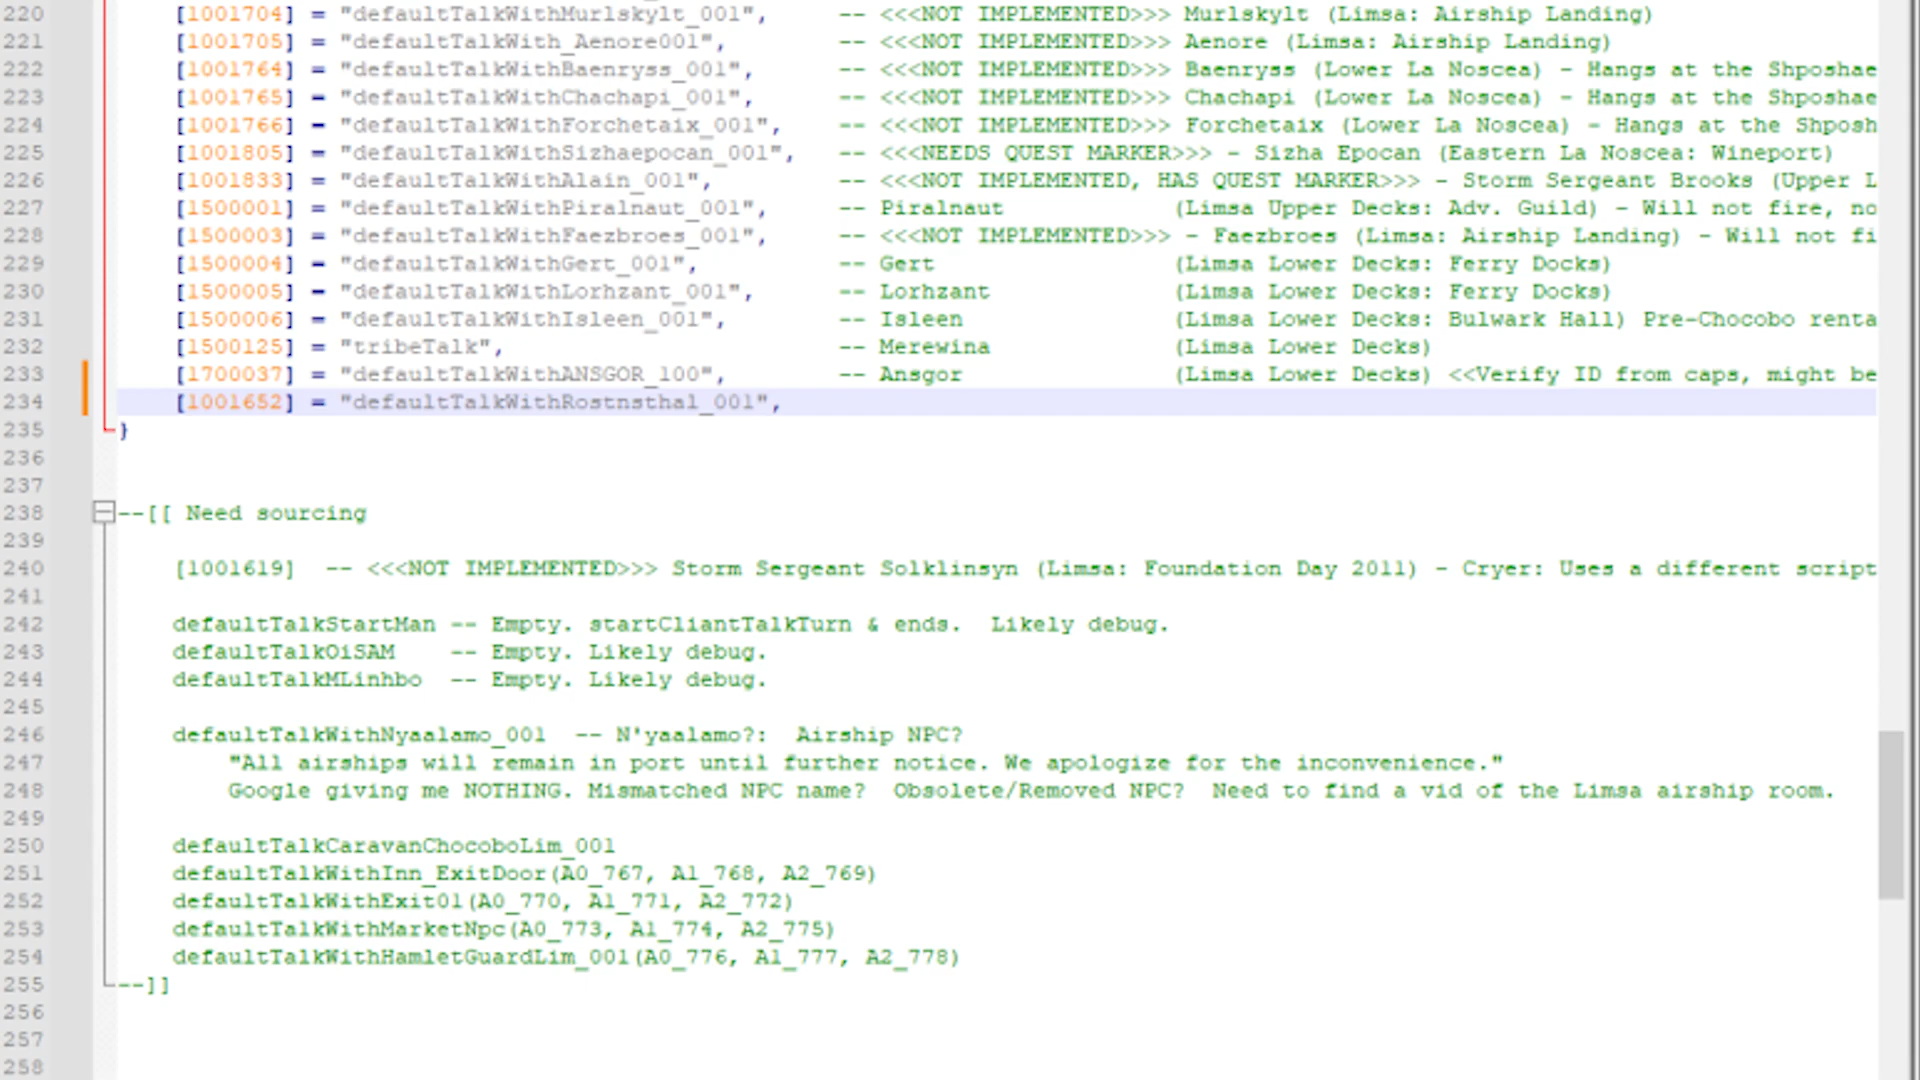 220 [1001704] = "defaultTalkWithMurlskylt_001", -- <<<NOT IMPLEMENTED>>> Murlskylt (Limsa: Airship Landing)
221 [1001705] = "defaultTalkWith_Aenore001", -- <<<NOT IMPLEMENTED>>> Aenore (Limsa: Airship Landing)
222 [1001764] = "defaultTalkWithBaenryss_001", -- <<<NOT IMPLEMENTED>>> Baenryss (Lower La Noscea) - Hangs at the Shposhae
223 [1001765] = "defaultTalkWithChachapi_001", -- <<<NOT IMPLEMENTED>>> Chachapi (Lower La Noscea) - Hangs at the Shposhae
224 [1001766] = "defaultTalkWithForchetaix_001", -- <<<NOT IMPLEMENTED>>> Forchetaix (Lower La Noscea) - Hangs at the Shposh
225 [1001805] = "defaultTalkWithSizhaepocan_001", -- <<<NEEDS QUEST MARKER>>> - Sizha Epocan (Eastern La Noscea: Wineport)
226 [1001833] = "defaultTalkWithAlain_001", -- <<<NOT IMPLEMENTED, HAS QUEST MARKER>>> - Storm Sergeant Brooks (Upper L
227 [1500001] = "defaultTalkWithPiralnaut_001", -- Piralnaut (Limsa Upper Decks: Adv. Guild) - Will not fire, no
228 [1500003] = "defaultTalkWithFaezbroes_001", -- <<<NOT IMPLEMENTED>>> - Faezbroes (Limsa: Airship Landing) - Will not fi
229 [1500004] = "defaultTalkWithGert_001", -- Gert (Limsa Lower Decks: Ferry Docks)
230 [1500005] = "defaultTalkWithLorhzant_001", -- Lorhzant (Limsa Lower Decks: Ferry Docks)
231 [1500006] = "defaultTalkWithIsleen_001", -- Isleen (Limsa Lower Decks: Bulwark Hall) Pre-Chocobo renta
232 [1500125] = "tribeTalk", -- Merewina (Limsa Lower Decks)
233 [1700037] = "defaultTalkWithANSGOR_100", -- Ansgor (Limsa Lower Decks) <<Verify ID from caps, might be
234 [1001652] = "defaultTalkWithRostnsthal_001",
235 }
236
237
238 --[[ Need sourcing
239
240 [1001619] -- <<<NOT IMPLEMENTED>>> Storm Sergeant Solklinsyn (Limsa: Foundation Day 2011) - Cryer: Uses a different script
241
242 defaultTalkStartMan -- Empty. startCliantTalkTurn & ends. Likely debug.
243 defaultTalkOiSAM -- Empty. Likely debug.
244 defaultTalkMLinhbo -- Empty. Likely debug.
245
246 defaultTalkWithNyaalamo_001 -- N'yaalamo?: Airship NPC?
247 "All airships will remain in port until further notice. We apologize for the inconvenience."
248 Google giving me NOTHING. Mismatched NPC name? Obsolete/Removed NPC? Need to find a vid of the Limsa airship room.
249
250 defaultTalkCaravanChocoboLim_001
251 defaultTalkWithInn_ExitDoor(A0_767, A1_768, A2_769)
252 defaultTalkWithExit01(A0_770, A1_771, A2_772)
253 defaultTalkWithMarketNpc(A0_773, A1_774, A2_775)
254 defaultTalkWithHamletGuardLim_001(A0_776, A1_777, A2_778)
255 --]]
256
257
258